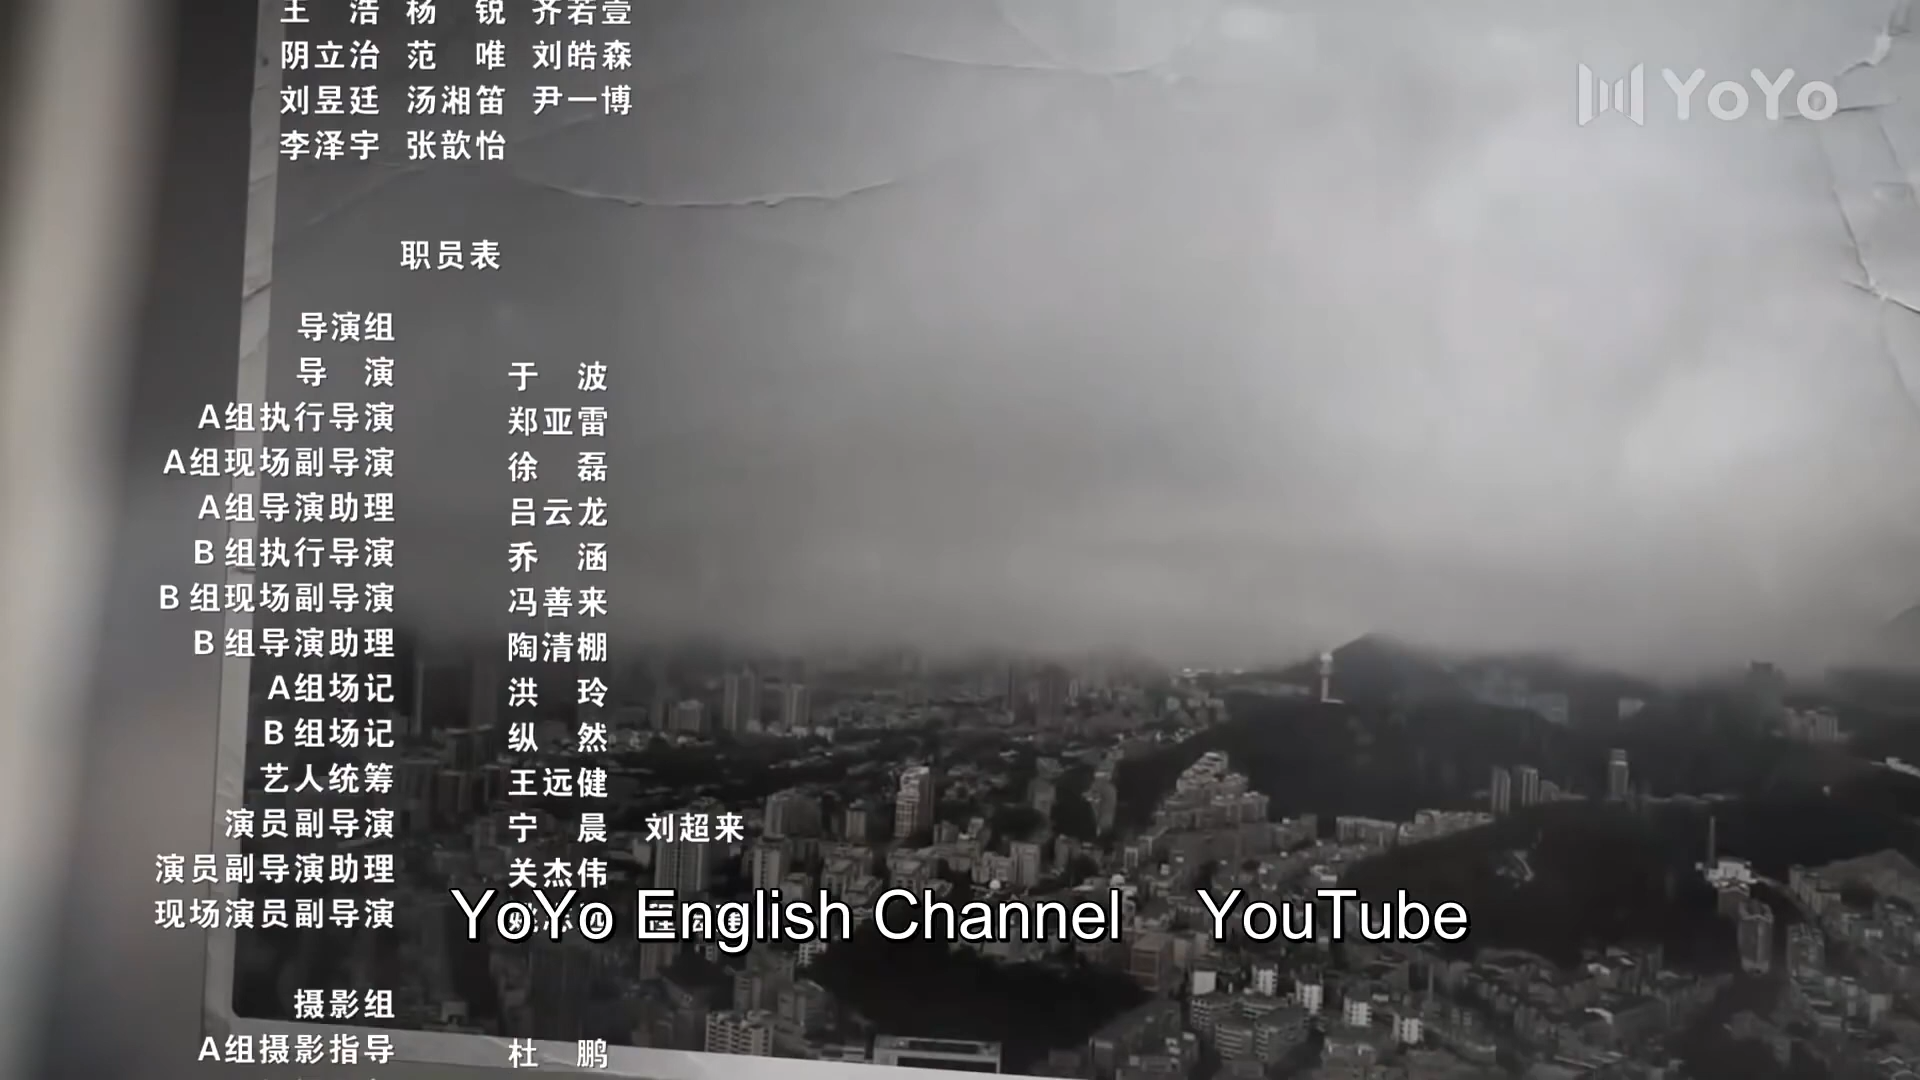 王 浩 杨 锐 齐若壹
阴立治 范 唯 刘皓森
YoYo
刘昱廷 汤湘笛 尹一博
李泽宇 张歆怡
职员表
导演组
导 演 于 波
A组执行导演 郑亚雷
A组现场副导演 徐 磊
A组导演助理 吕云龙
B组执行导演 乔 涵
B组现场副导演 冯善来
B组导演助理 陶清棚
A组场记 洪 玲
B组场记 纵 然
艺人统筹 王远健
演员副导演 宁 晨 刘超来
演员副导演助理 关杰伟
现场演员副导演
YoYo English Channel YouTube
摄影组
A组摄影指导 杜 鹏